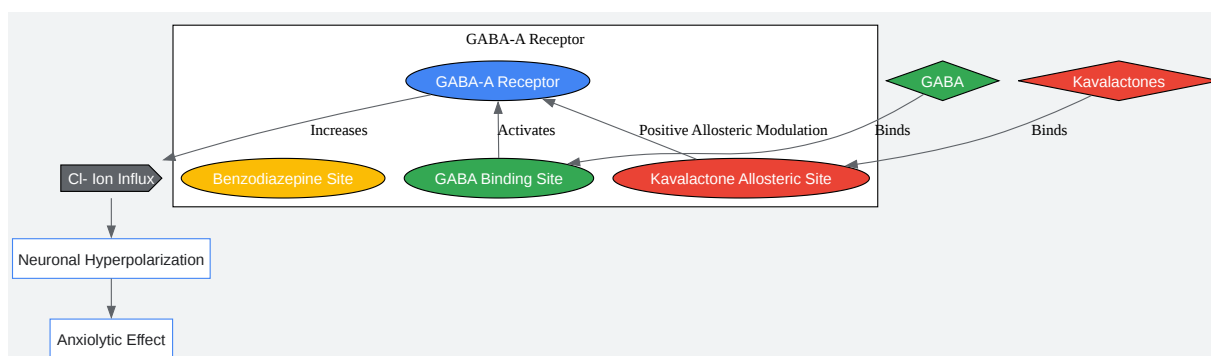 GABA-A Receptor
GABA-A Receptor
GABA
Kavalactones
Increases
Activates
Positive Allosteric Modulation
Binds
Binds
Cl- Ion Influx
Benzodiazepine Site
GABA Binding Site
Kavalactone Allosteric Site
Neuronal Hyperpolarization
Anxiolytic Effect